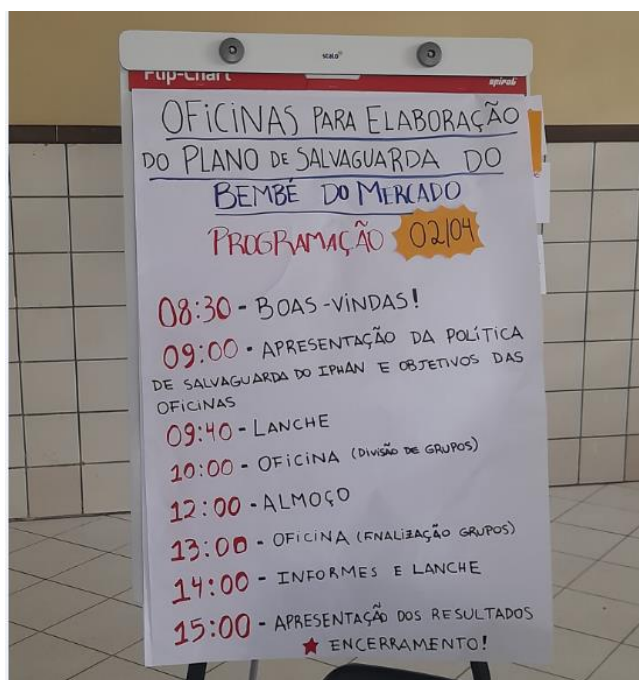 scalo
Flip-Chart
spiral
OFICINAS PARA ELABORAÇÃO
DO PLANO DE SALVAGUARDA DO
BEMBÉ DO MERCADO
PROGRAMAÇÃO 02/04
08:30 - BOAS-VINDAS!
09:00 - APRESENTAÇÃO DA POLÍTICA
DE SALVAGUARDA DO IPHAN E OBJETIVOS DAS
OFICINAS
09:40 - LANCHE
10:00 - OFICINA (DIVISÃO DE GRUPOS)
12:00 - ALMOÇO
13:00 - OFICINA (FNALIZAÇÃO GRUPOS)
14:00 - INFORMES E LANCHE
15:00 - APRESENTAÇÃO DOS RESULTADOS
★ ENCERRAMENTO!